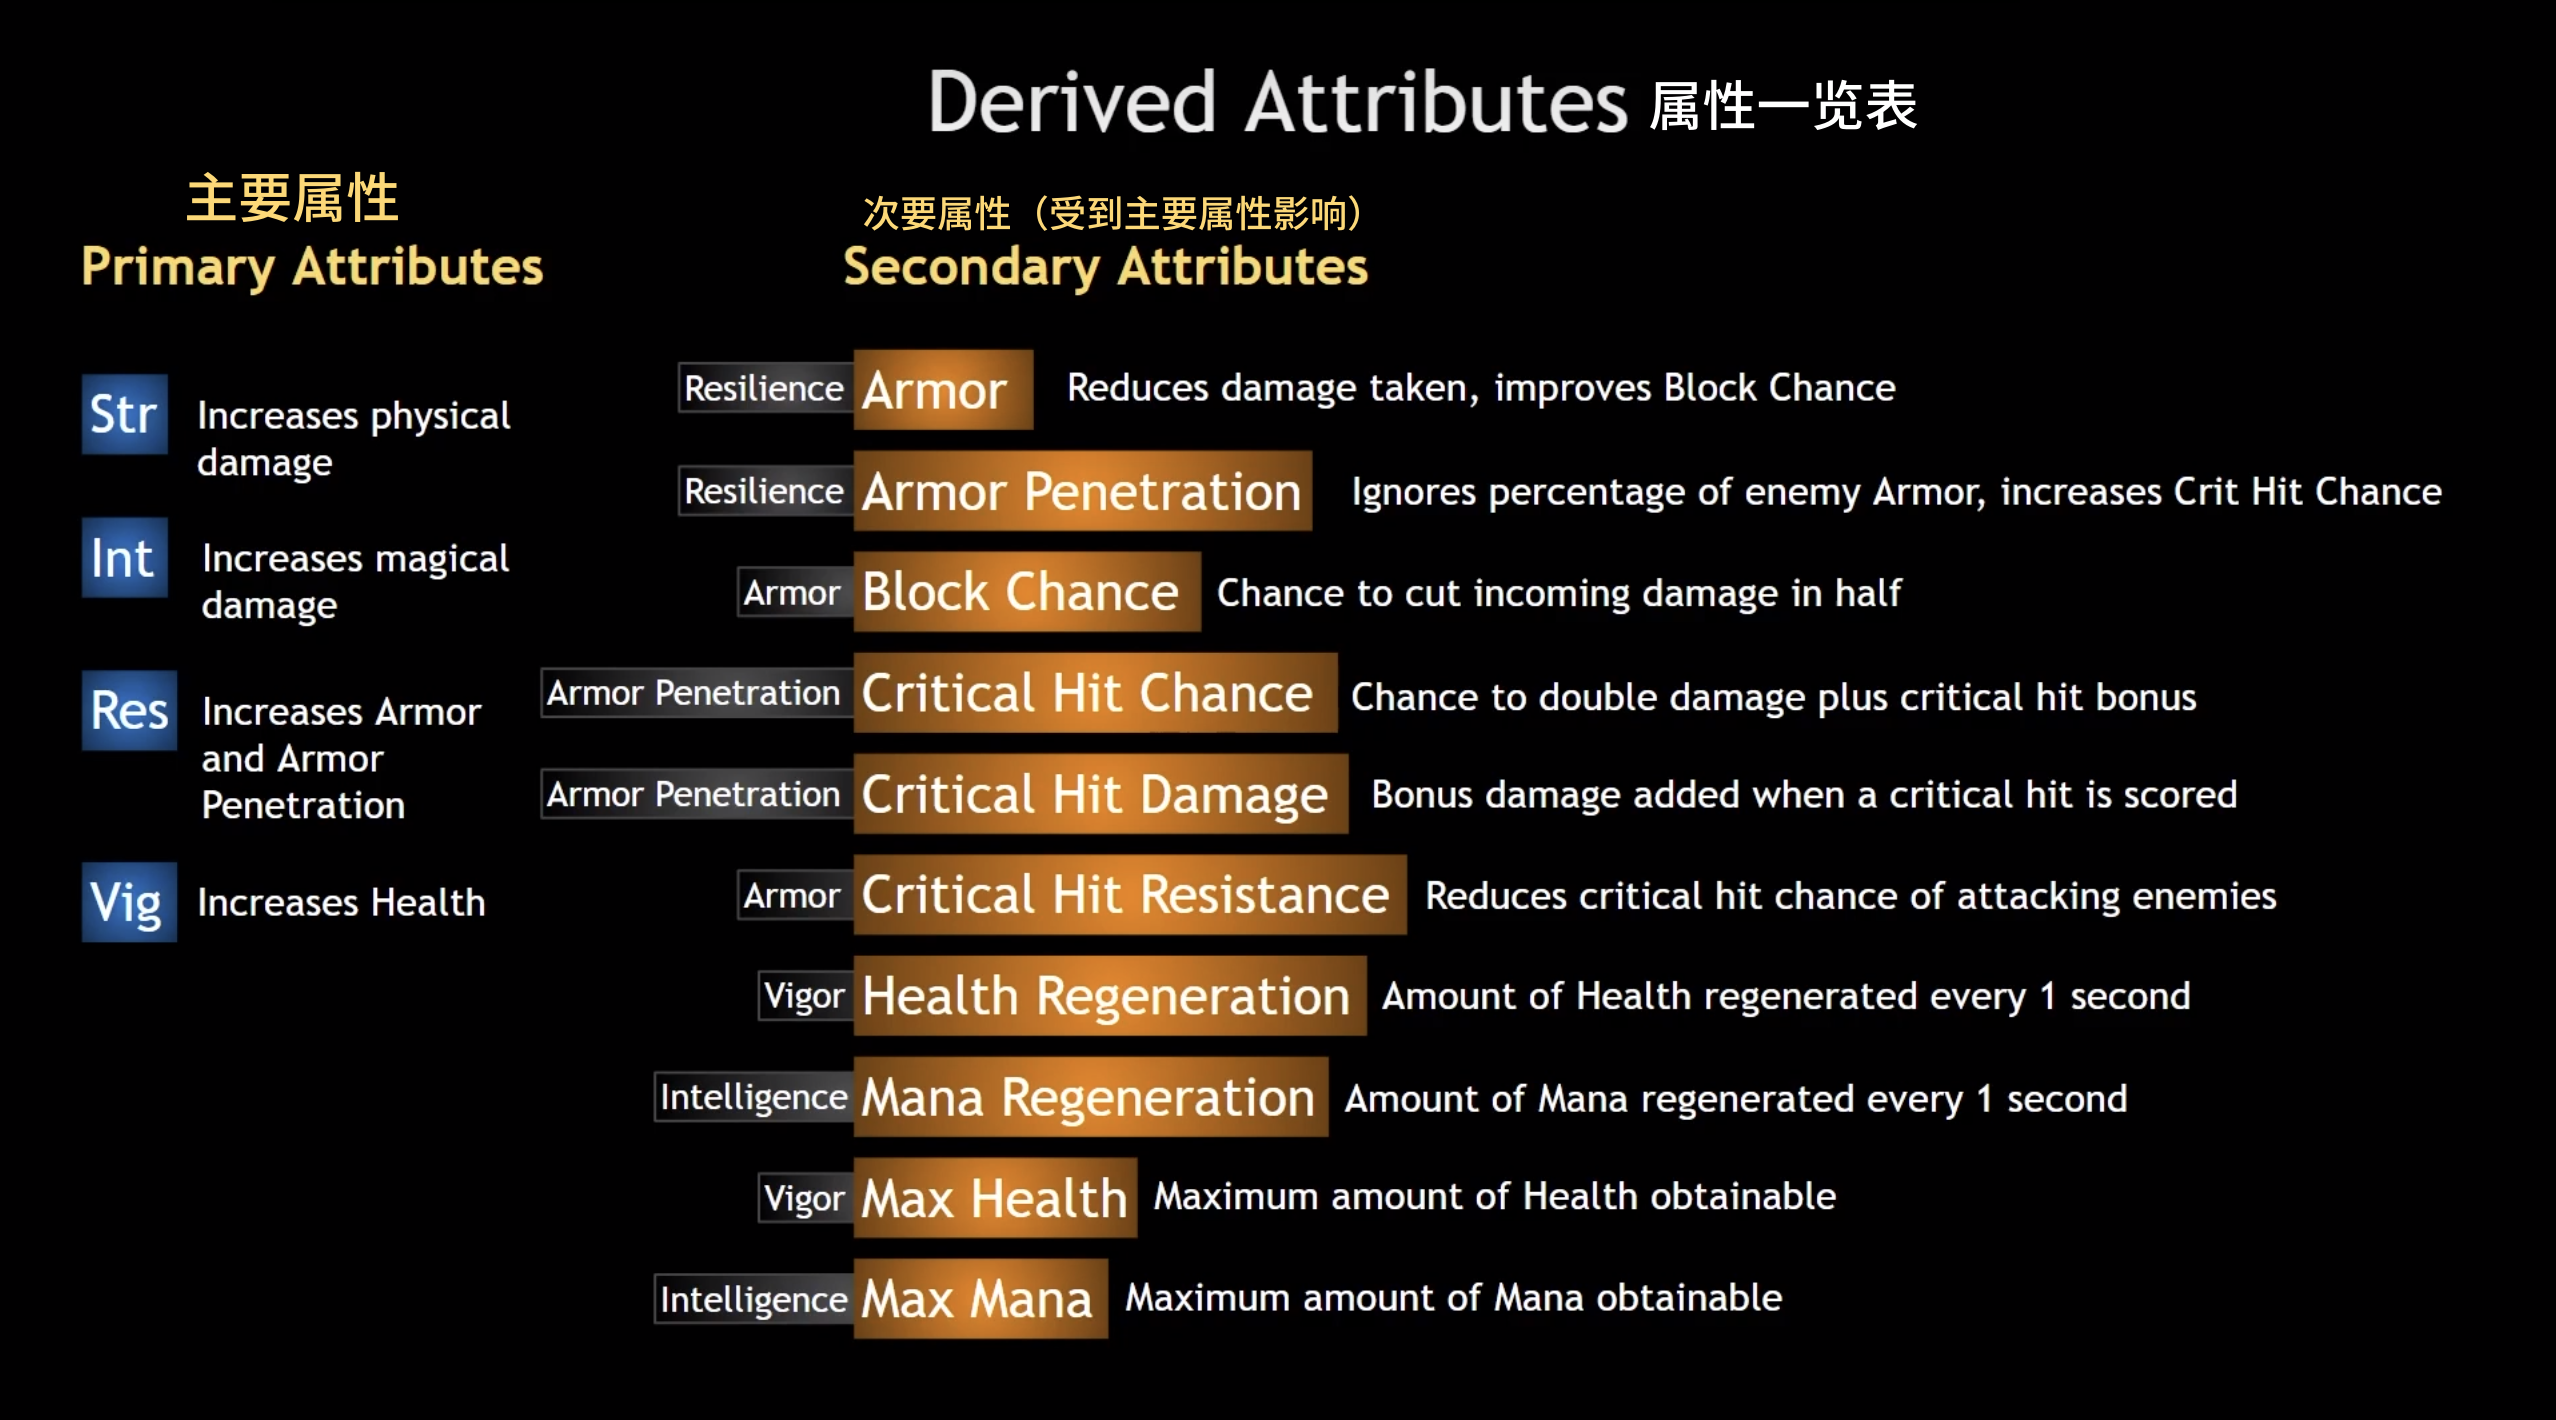 Derived Attributes 属性一览表
主要属性
Primary Attributes
Str
Increases physical
damage
Int
Increases magical
damage
Res
Increases Armor
and Armor
Penetration
Vig
Increases Health
次要属性（受到主要属性影响）
Secondary Attributes
Resilience Armor Reduces damage taken, improves Block Chance
Resilience Armor Penetration Ignores percentage of enemy Armor, increases Crit Hit Chance
Armor Block Chance Chance to cut incoming damage in half
Armor Penetration Critical Hit Chance Chance to double damage plus critical hit bonus
Armor Penetration Critical Hit Damage Bonus damage added when a critical hit is scored
Armor Critical Hit Resistance Reduces critical hit chance of attacking enemies
Vigor Health Regeneration Amount of Health regenerated every 1 second
Intelligence Mana Regeneration Amount of Mana regenerated every 1 second
Vigor Max Health Maximum amount of Health obtainable
Intelligence Max Mana Maximum amount of Mana obtainable